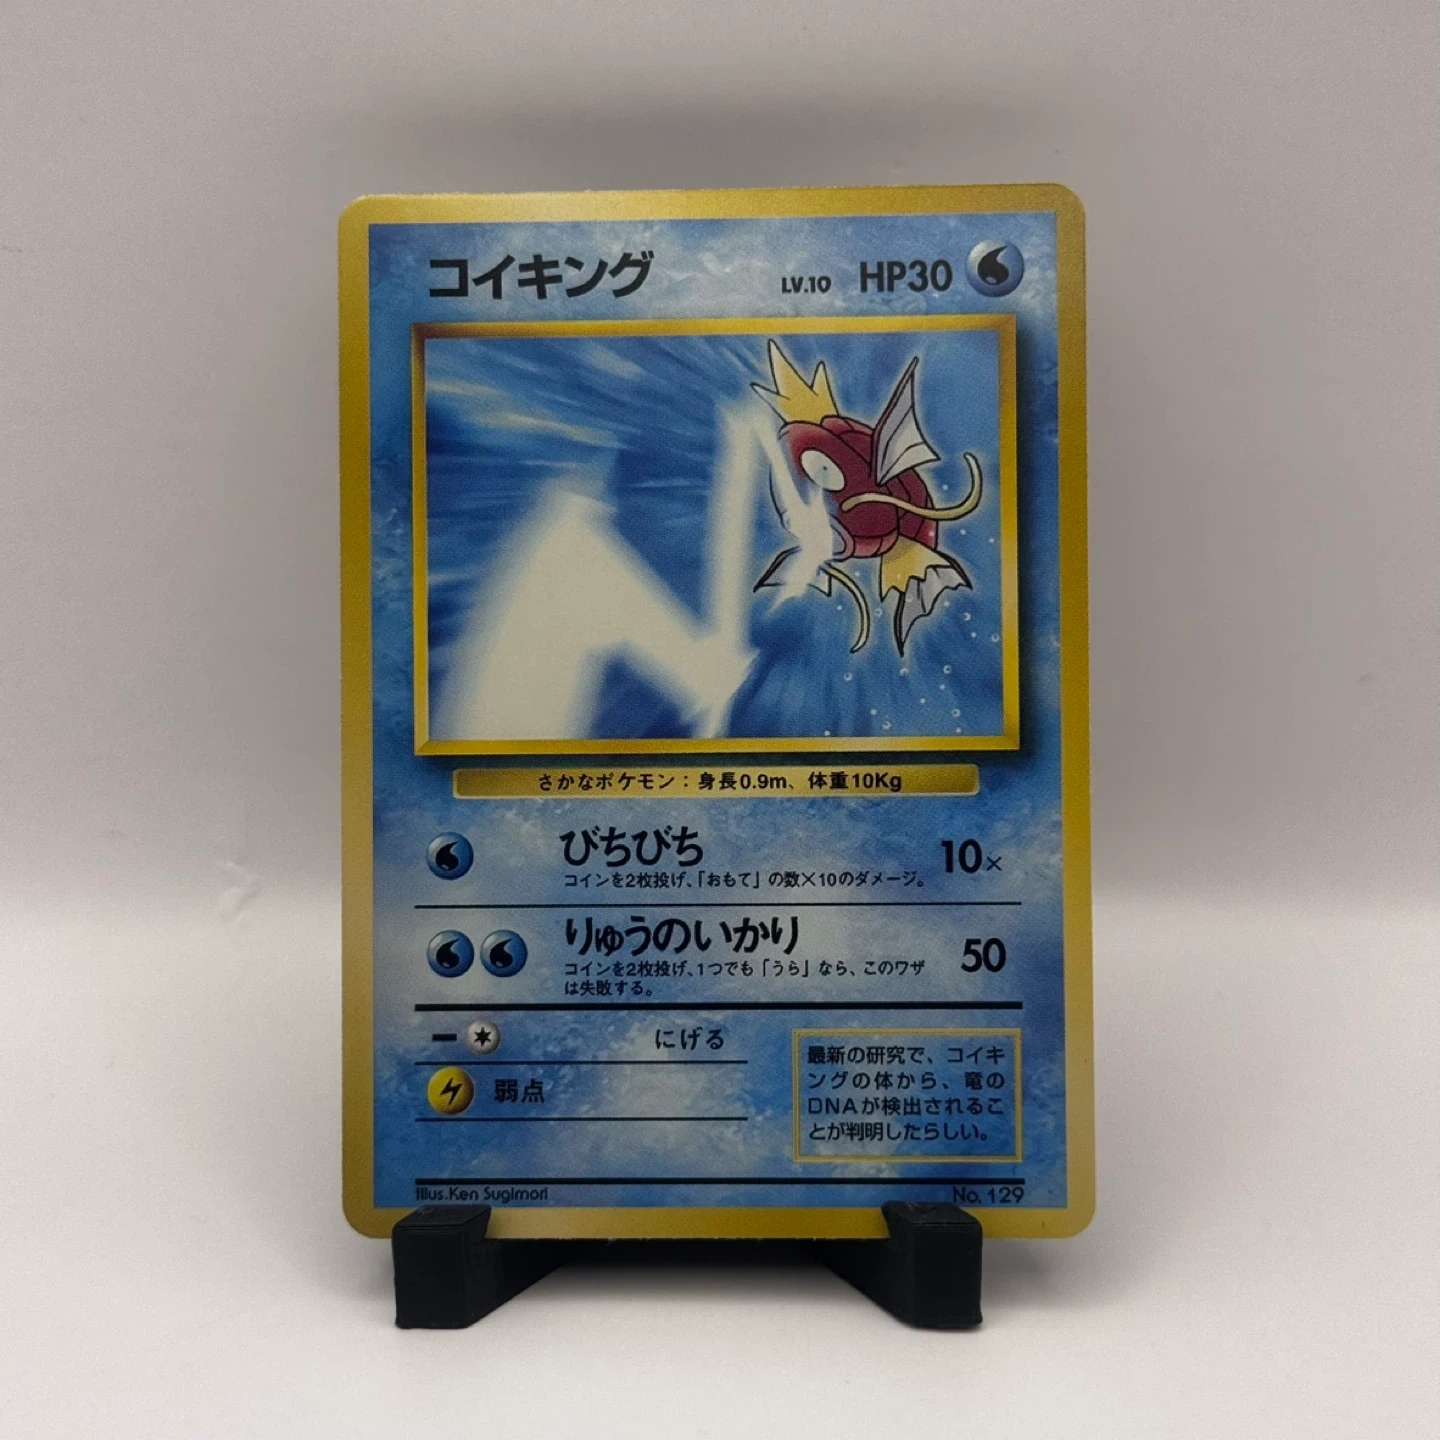 コイキング LV.10 HP30
さかなポケモン：身長0.9m、体重10Kg
びちびち 10×
コインを2枚投げ、「おもて」の数×10のダメージ。
りゅうのいかり 50
コインを2枚投げ、1つでも「うら」なら、このワザ
は失敗する。
ー にげる
弱点
最新の研究で、コイキ
ングの体から、竜の
DNAが検出されるこ
とが判明したらしい。
Illus.Ken Sugimori No. 129